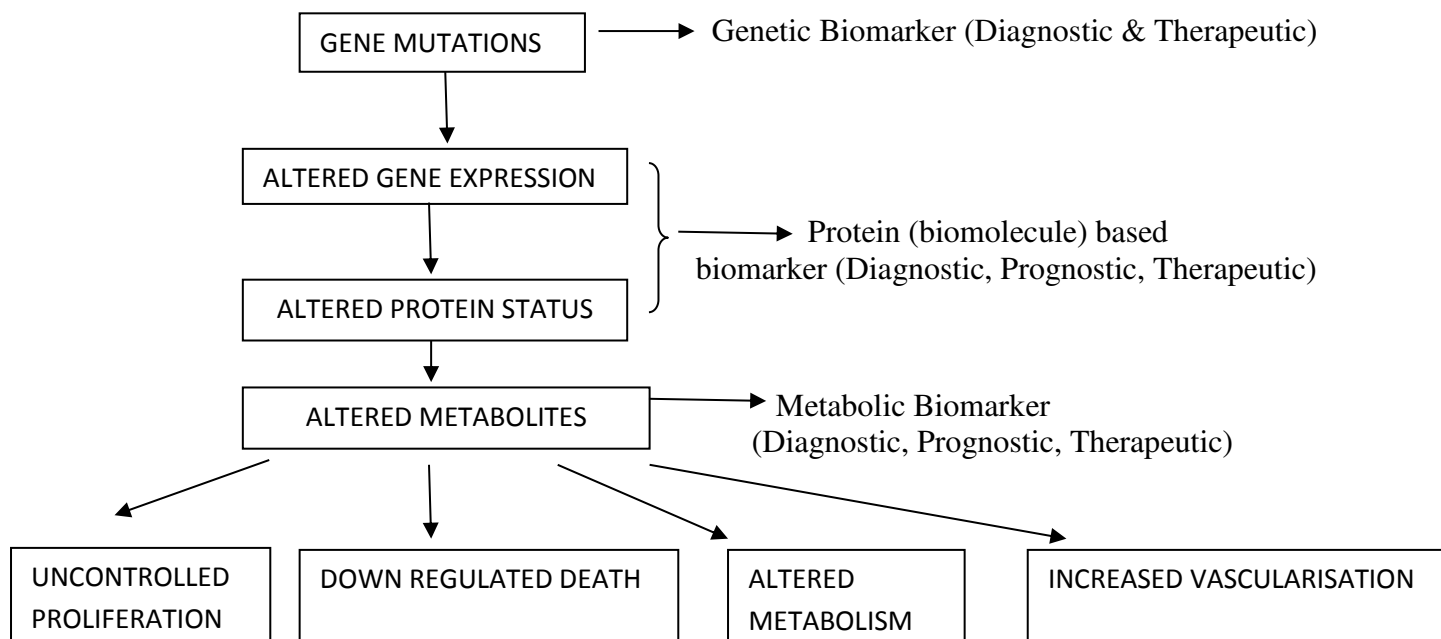 GENE MUTATIONS
Genetic Biomarker (Diagnostic & Therapeutic)
ALTERED GENE EXPRESSION
Protein (biomolecule) based
biomarker (Diagnostic, Prognostic, Therapeutic)
ALTERED PROTEIN STATUS
ALTERED METABOLITES
Metabolic Biomarker
(Diagnostic, Prognostic, Therapeutic)
UNCONTROLLED
PROLIFERATION
DOWN REGULATED DEATH
ALTERED
METABOLISM
INCREASED VASCULARISATION